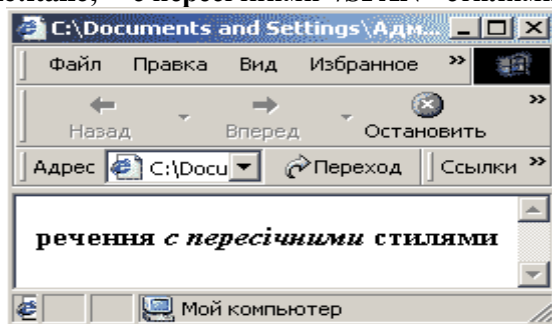 C:\Documents and Settings\Адм...
Файл Правка Вид Избранное »
Назад Вперед Остановить »
Адрес C:\Docu Переход Ссылки »
речення с пересічними стилями
Мой компьютер